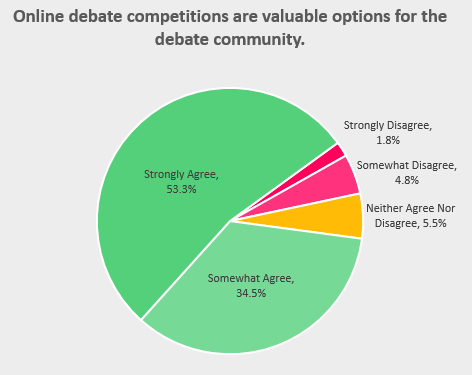 Online debate competitions are valuable options for the
debate community.
Strongly Disagree,
1.8%
Somewhat Disagree,
4.8%
Strongly Agree,
53.3%
Neither Agree Nor
Disagree, 5.5%
Somewhat Agree,
34.5%